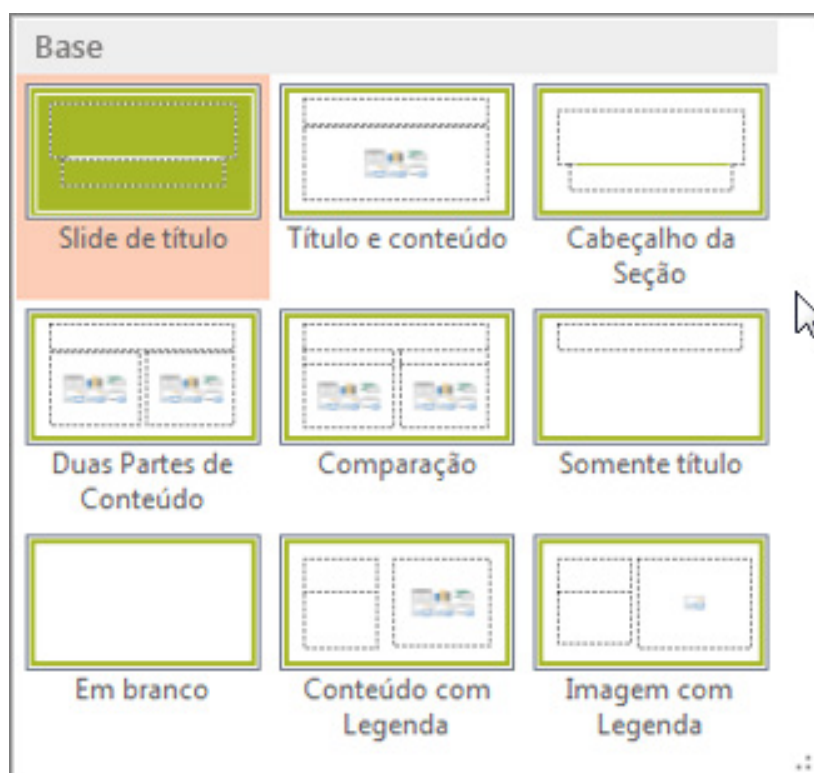 Base
Slide de título
Título e conteúdo
Cabeçalho da
Seção
Duas Partes de
Conteúdo
Comparação
Somente título
Em branco
Conteúdo com
Legenda
Imagem com
Legenda